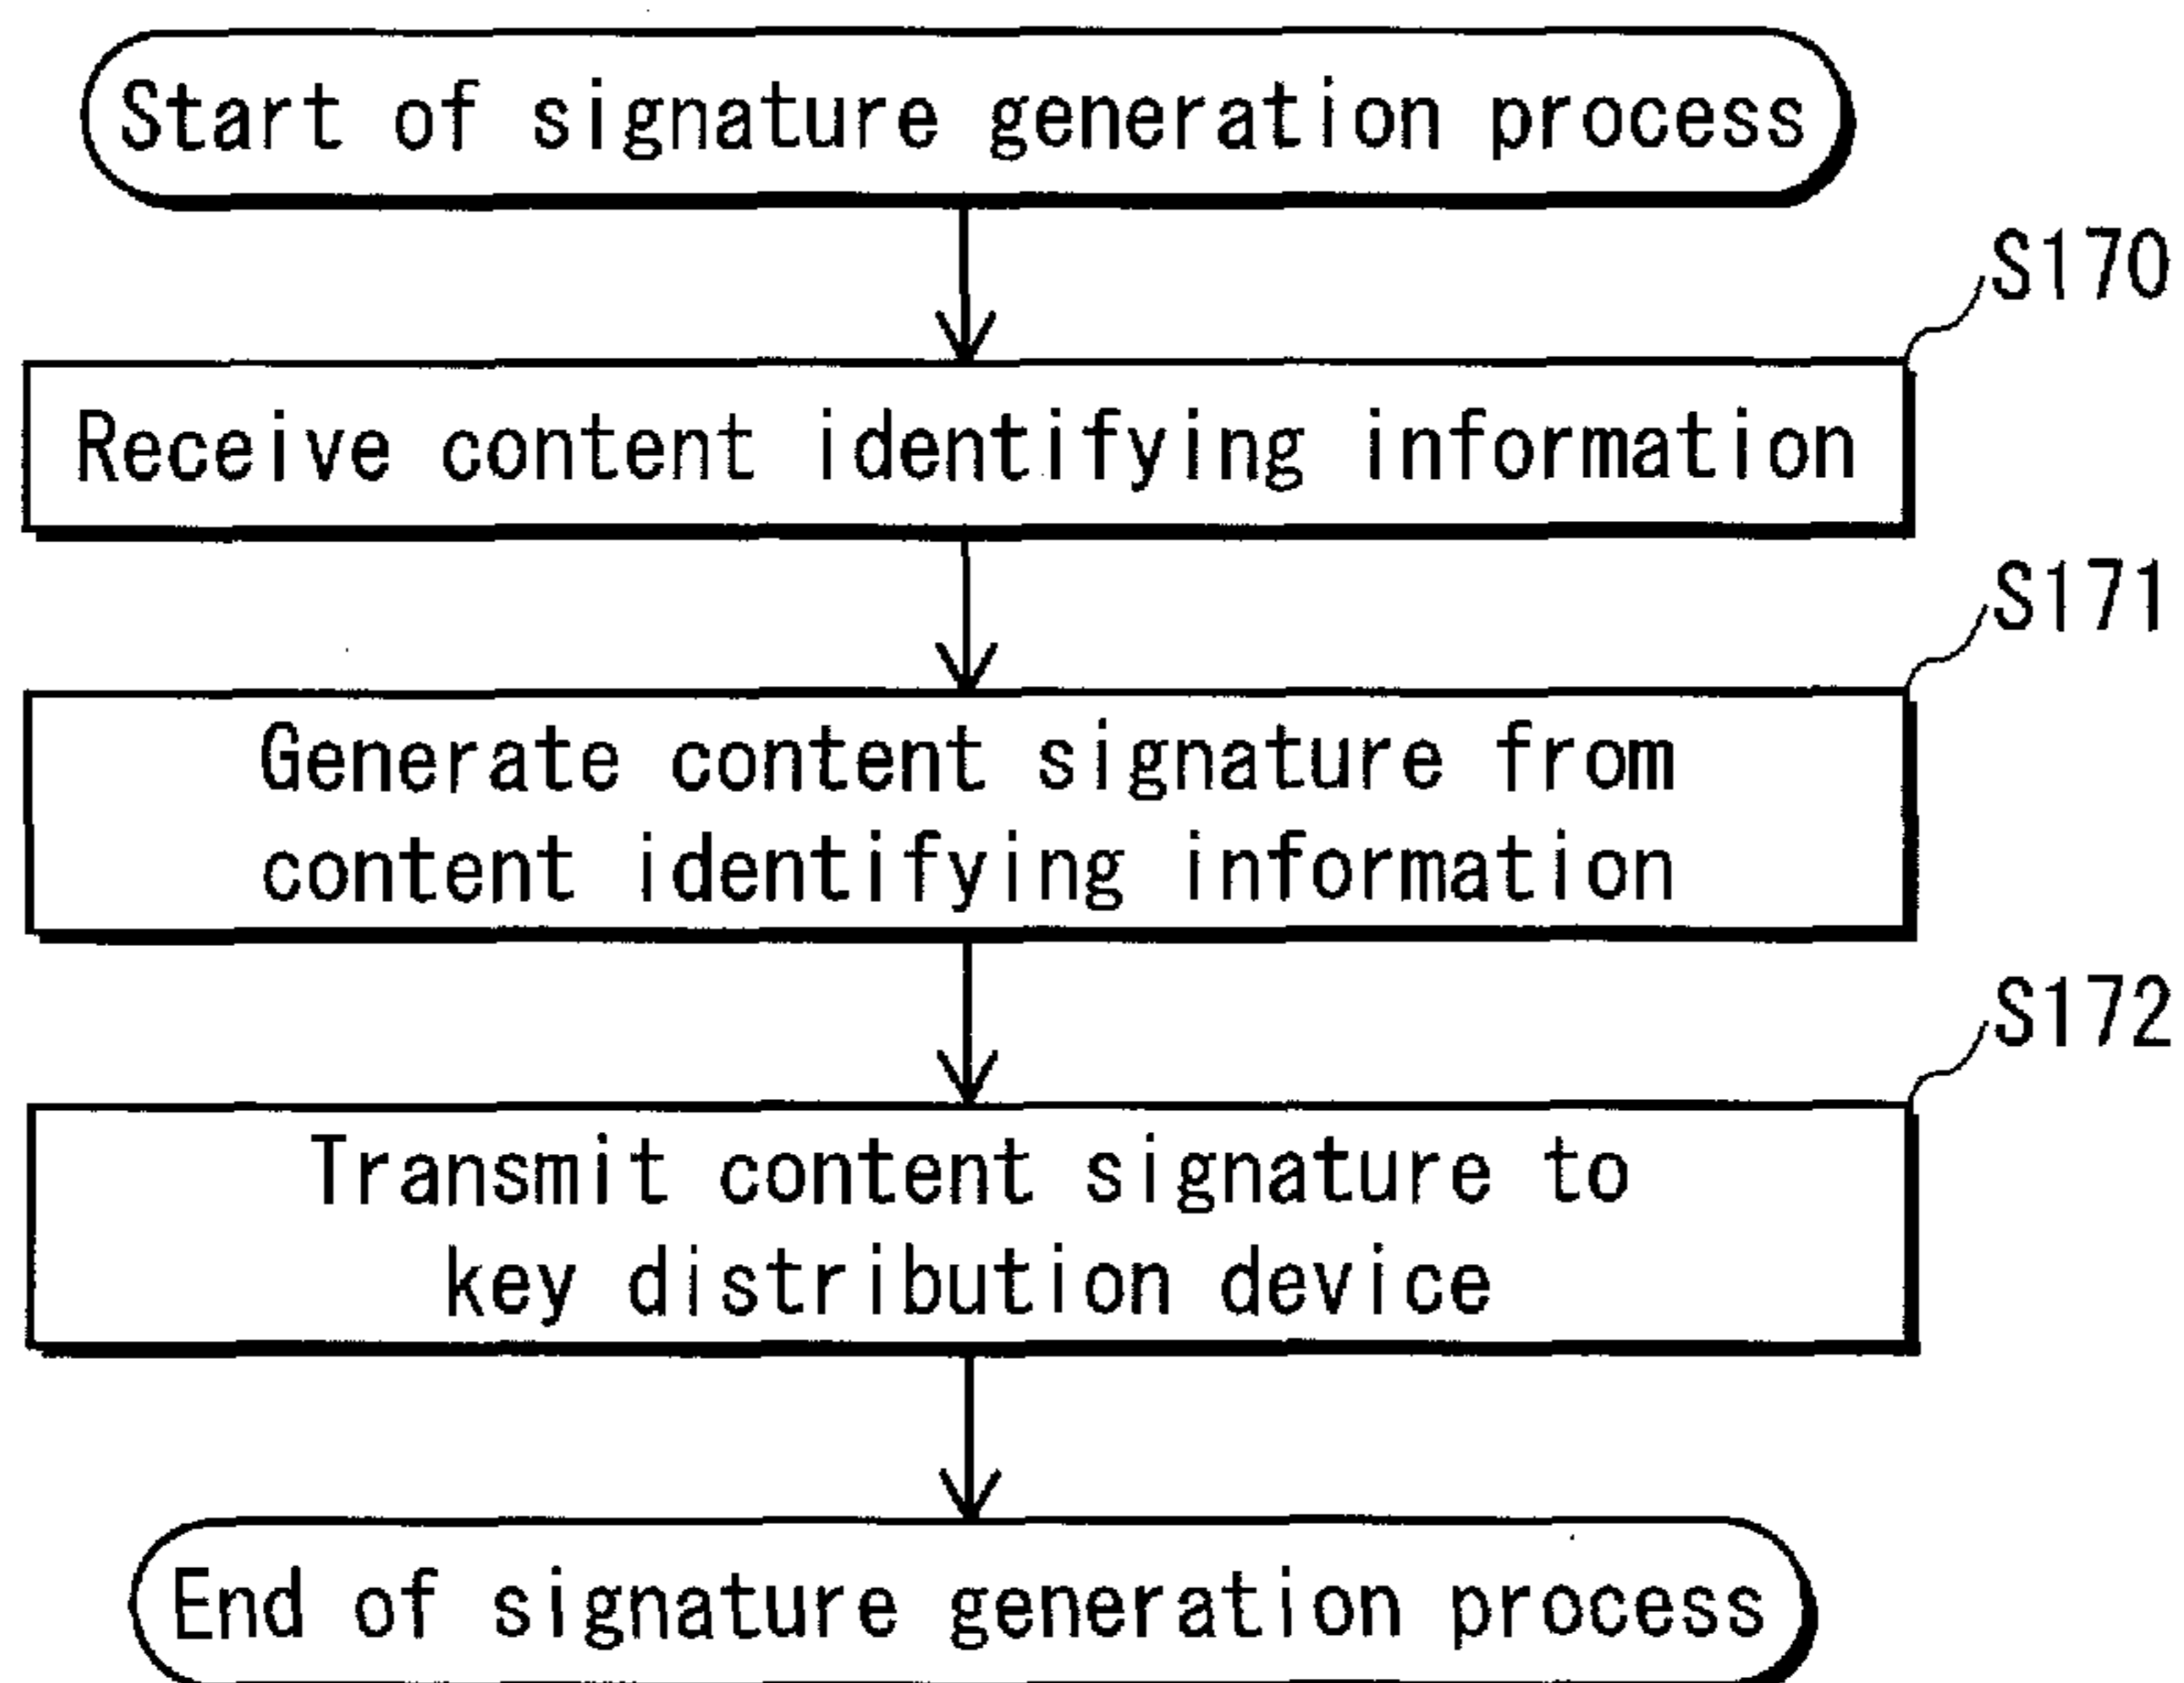 Start of signature generation process
S170
Receive content identifying information
S171
Generate content signature from
content identifying information
S172
Transmit content signature to
key distribution device
End of signature generation process